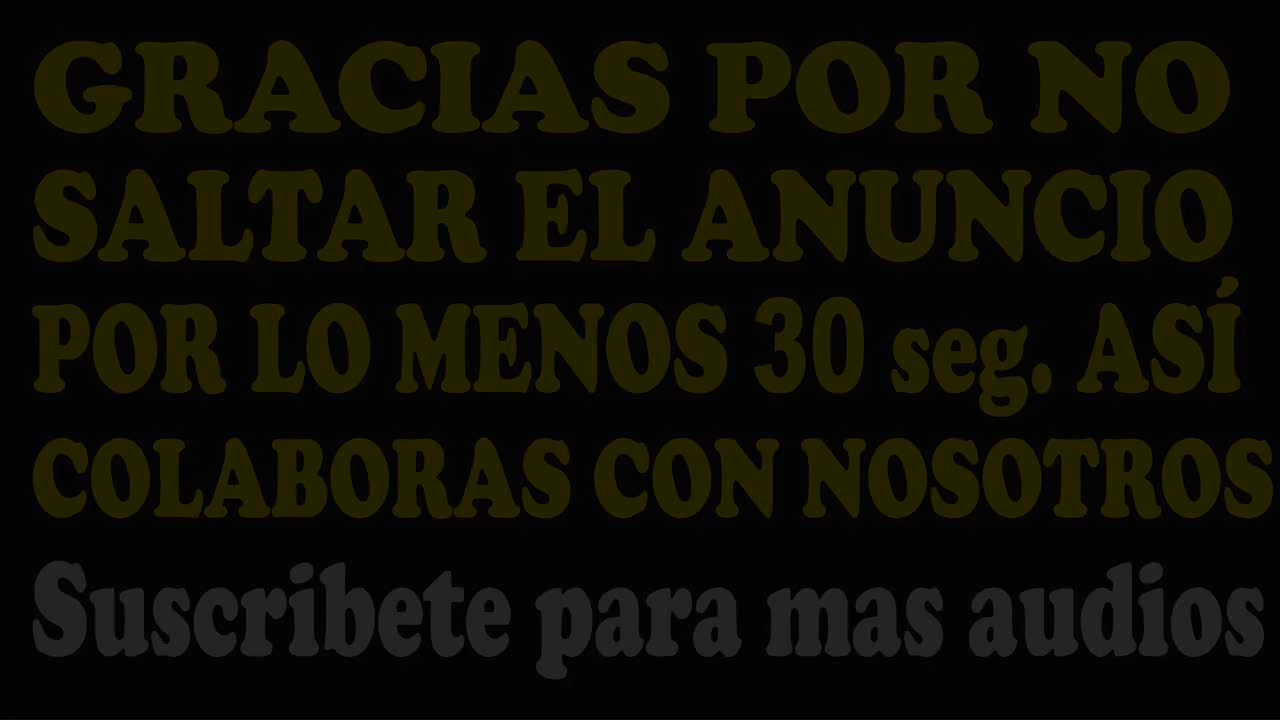 GRACIAS POR NO
SALTAR EL ANUNCIO
POR LO MENOS 30 seg. ASÍ
COLABORAS CON NOSOTROS
Suscribete para mas audios